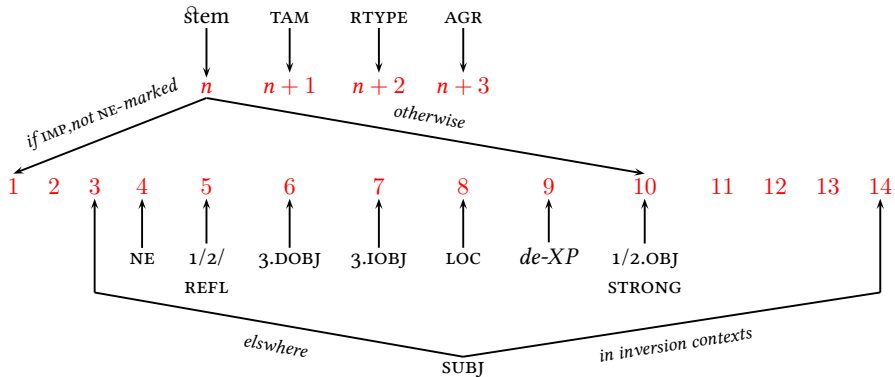 stem TAM RTYPE AGR
n n + 1 n + 2 n + 3
if IMP,not NE-marked
otherwise
1 2 3 4 5 6 7 8 9 10 11 12 13 14
NE 1/2/ 3.DOBJ 3.IOBJ LOC de-XP 1/2.OBJ
REFL STRONG
elswhere
in inversion contexts
SUBJ